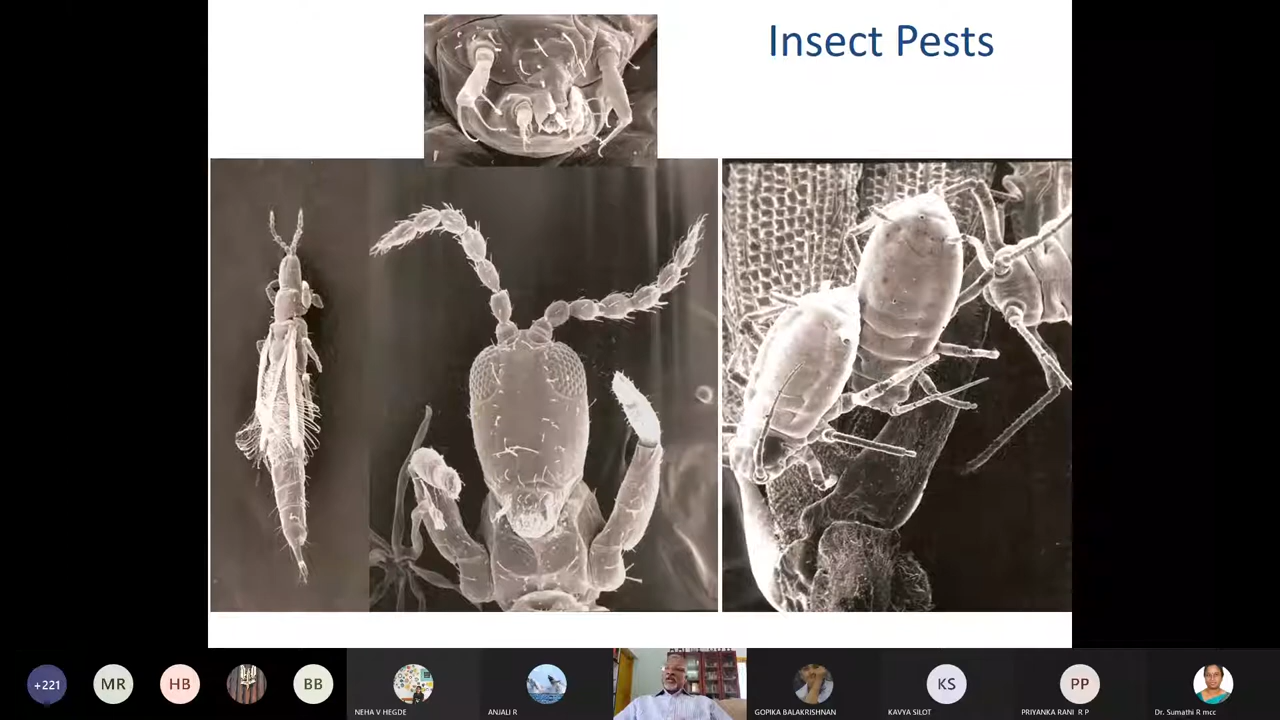 Insect Pests
+221
MR
HB
BB
NEHA V HEGDE
ANJALI R
GOPIKA BALAKRISHNAN
KS
KAVYA SILOT
PP
PRIYANKA RANI R P
Dr. Sumathi R mcc